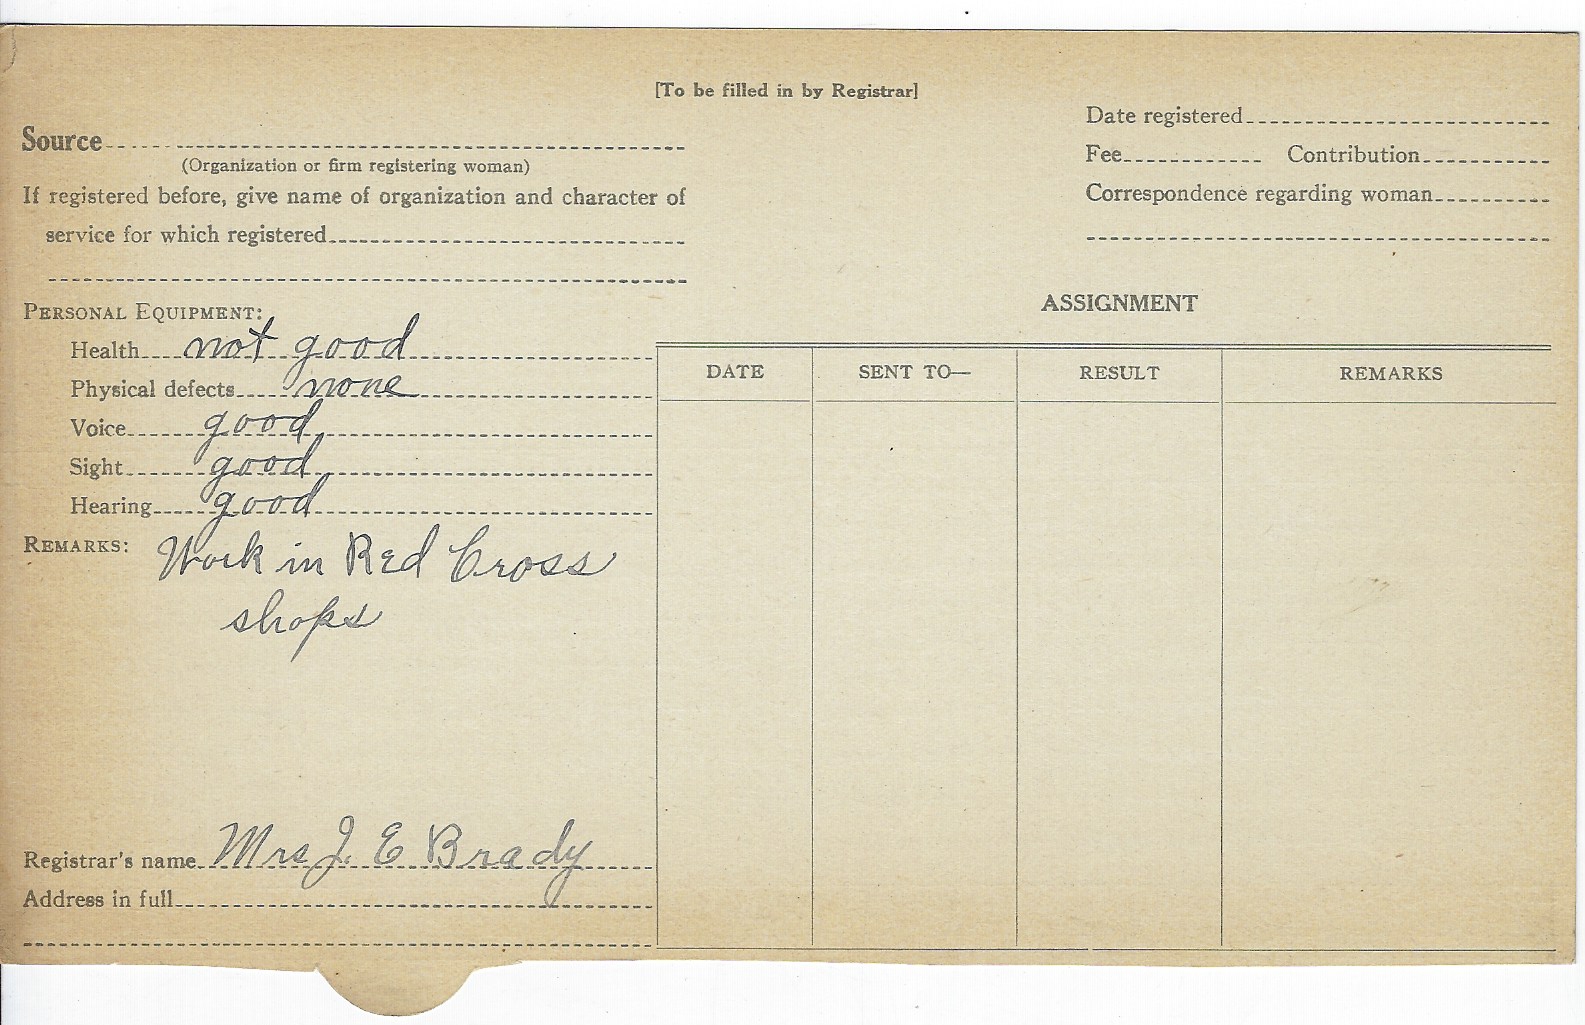 [To be filled in by Registrar]
Source
(Organization or firm registering woman)
If registered before, give name of organization and character of
service for which registered
Date registered
Fee Contribution
Correspondence regarding woman
PERSONAL EQUIPMENT:
Health not good
Physical defects none
Voice good
Sight good
Hearing good
REMARKS: Work in Red Cross
shops
Registrar's name Mrs J. E Brady
Address in full
ASSIGNMENT
DATE SENT TO— RESULT REMARKS